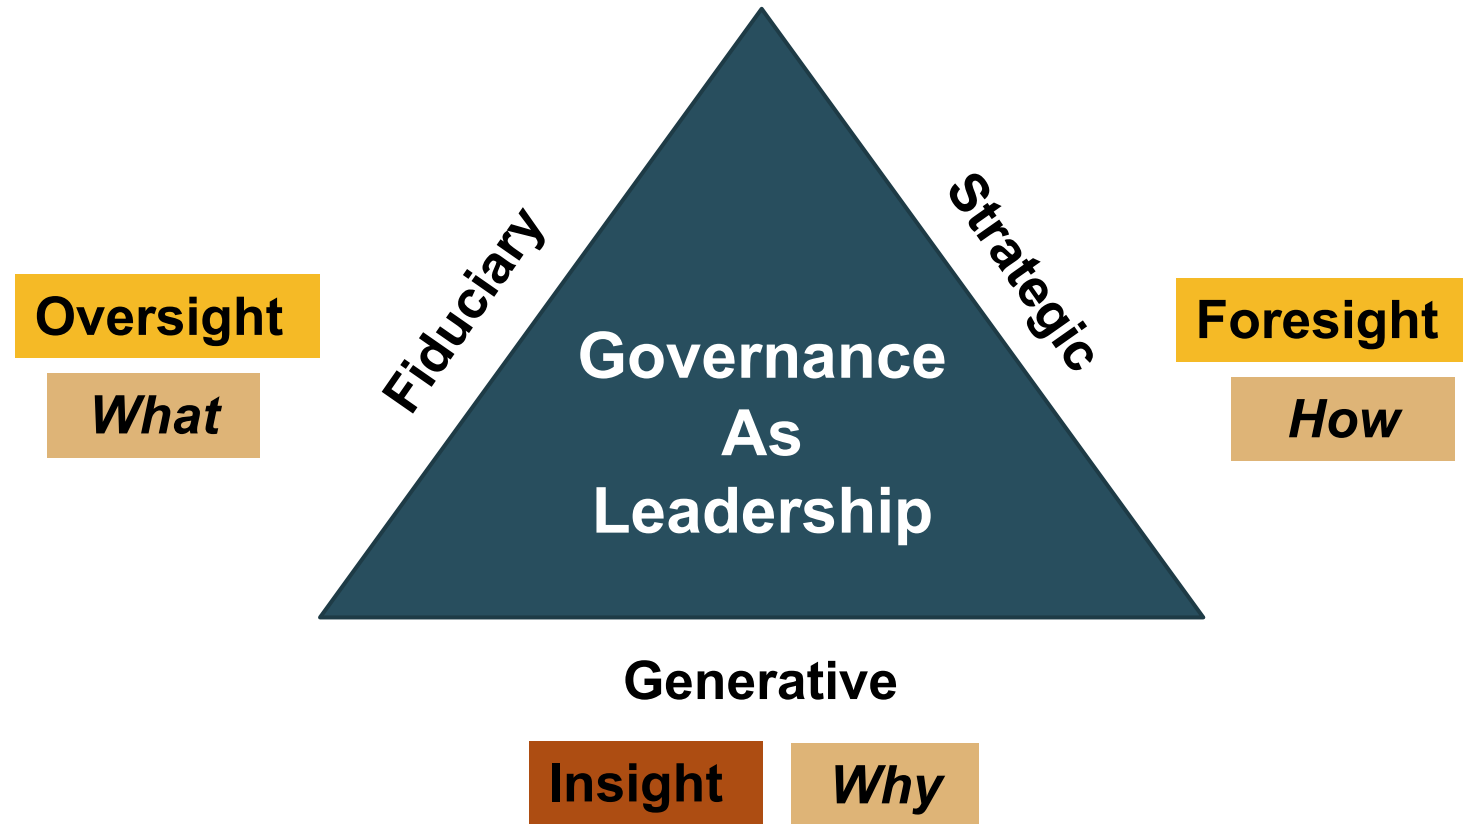 Fiduciary
Strategic
Oversight
What
Foresight
How
Governance
As
Leadership
Generative
Insight
Why